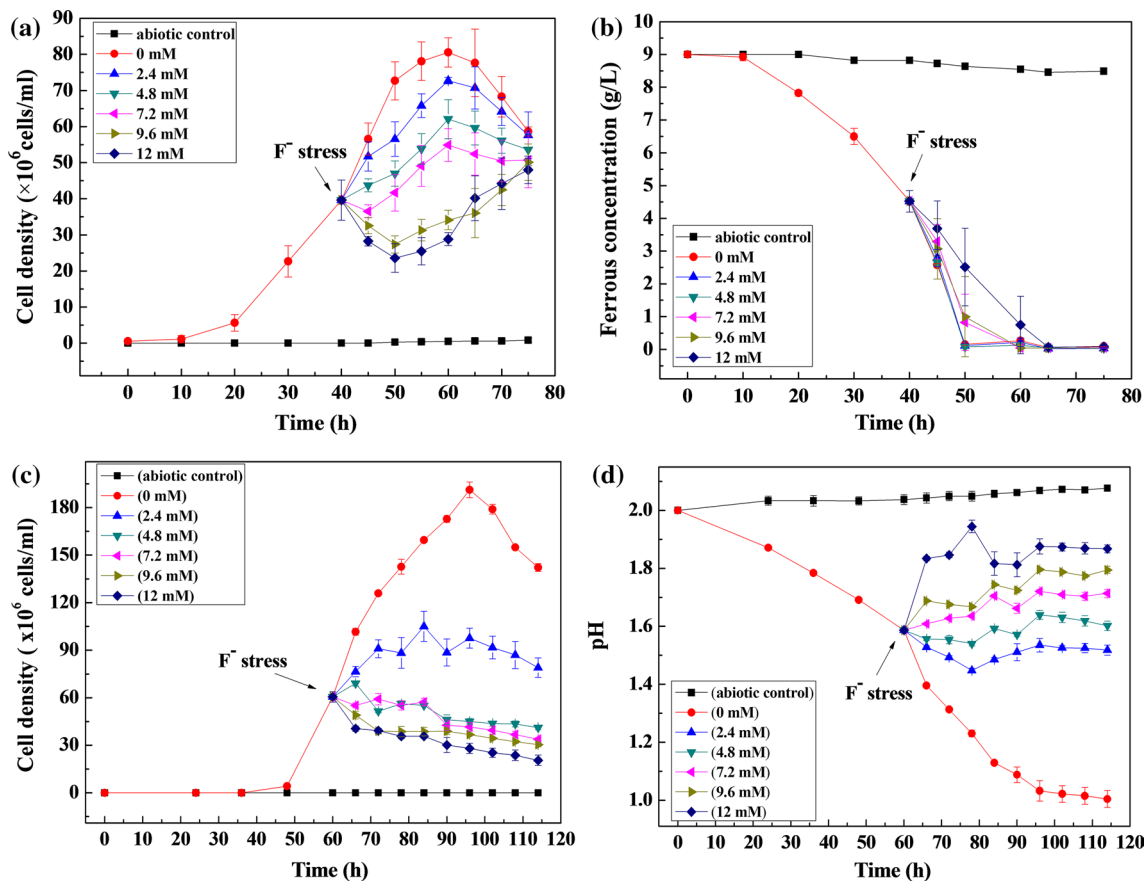 (a)
Cell density (×10⁶ cells/ml)
90
80
70
60
50
40
30
20
10
0
abiotic control
0 mM
2.4 mM
4.8 mM
7.2 mM
9.6 mM
12 mM
F⁻ stress
0 10 20 30 40 50 60 70 80
Time (h)
(b)
Ferrous concentration (g/L)
10
9
8
7
6
5
4
3
2
1
0
-1
F⁻ stress
abiotic control
0 mM
2.4 mM
4.8 mM
7.2 mM
9.6 mM
12 mM
0 10 20 30 40 50 60 70 80
Time (h)
(c)
Cell density ( x10⁶ cells/ml)
180
150
120
90
60
30
0
(abiotic control)
(0 mM)
(2.4 mM)
(4.8 mM)
(7.2 mM)
(9.6 mM)
(12 mM)
F⁻ stress
0 10 20 30 40 50 60 70 80 90 100 110 120
Time (h)
(d)
pH
2.0
1.8
1.6
1.4
1.2
1.0
F⁻ stress
(abiotic control)
(0 mM)
(2.4 mM)
(4.8 mM)
(7.2 mM)
(9.6 mM)
(12 mM)
0 10 20 30 40 50 60 70 80 90 100 110 120
Time (h)